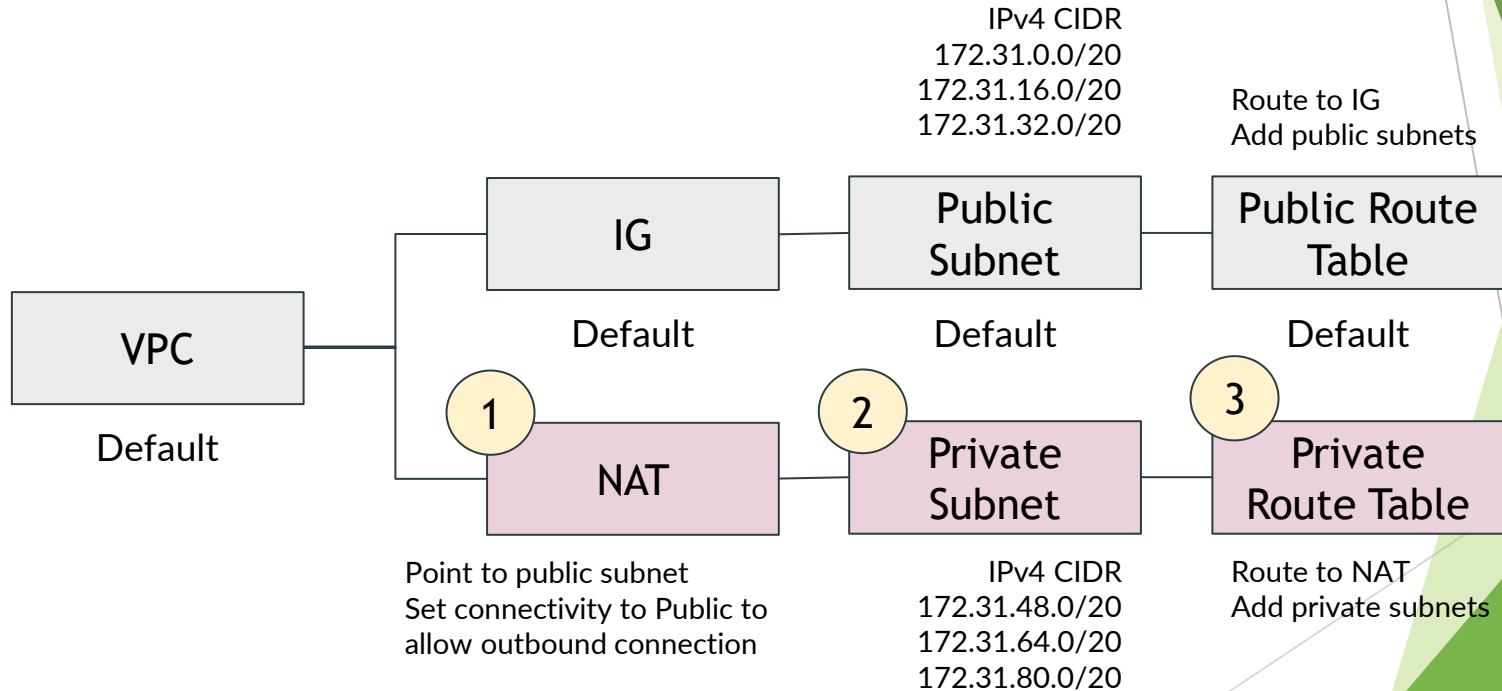 IPv4 CIDR
172.31.0.0/20
172.31.16.0/20
172.31.32.0/20
Route to IG
Add public subnets
IG
Public
Subnet
Public Route
Table
VPC
Default
Default
Default
Default
1
NAT
2
Private
Subnet
3
Private
Route Table
Point to public subnet
Set connectivity to Public to
allow outbound connection
IPv4 CIDR
172.31.48.0/20
172.31.64.0/20
172.31.80.0/20
Route to NAT
Add private subnets